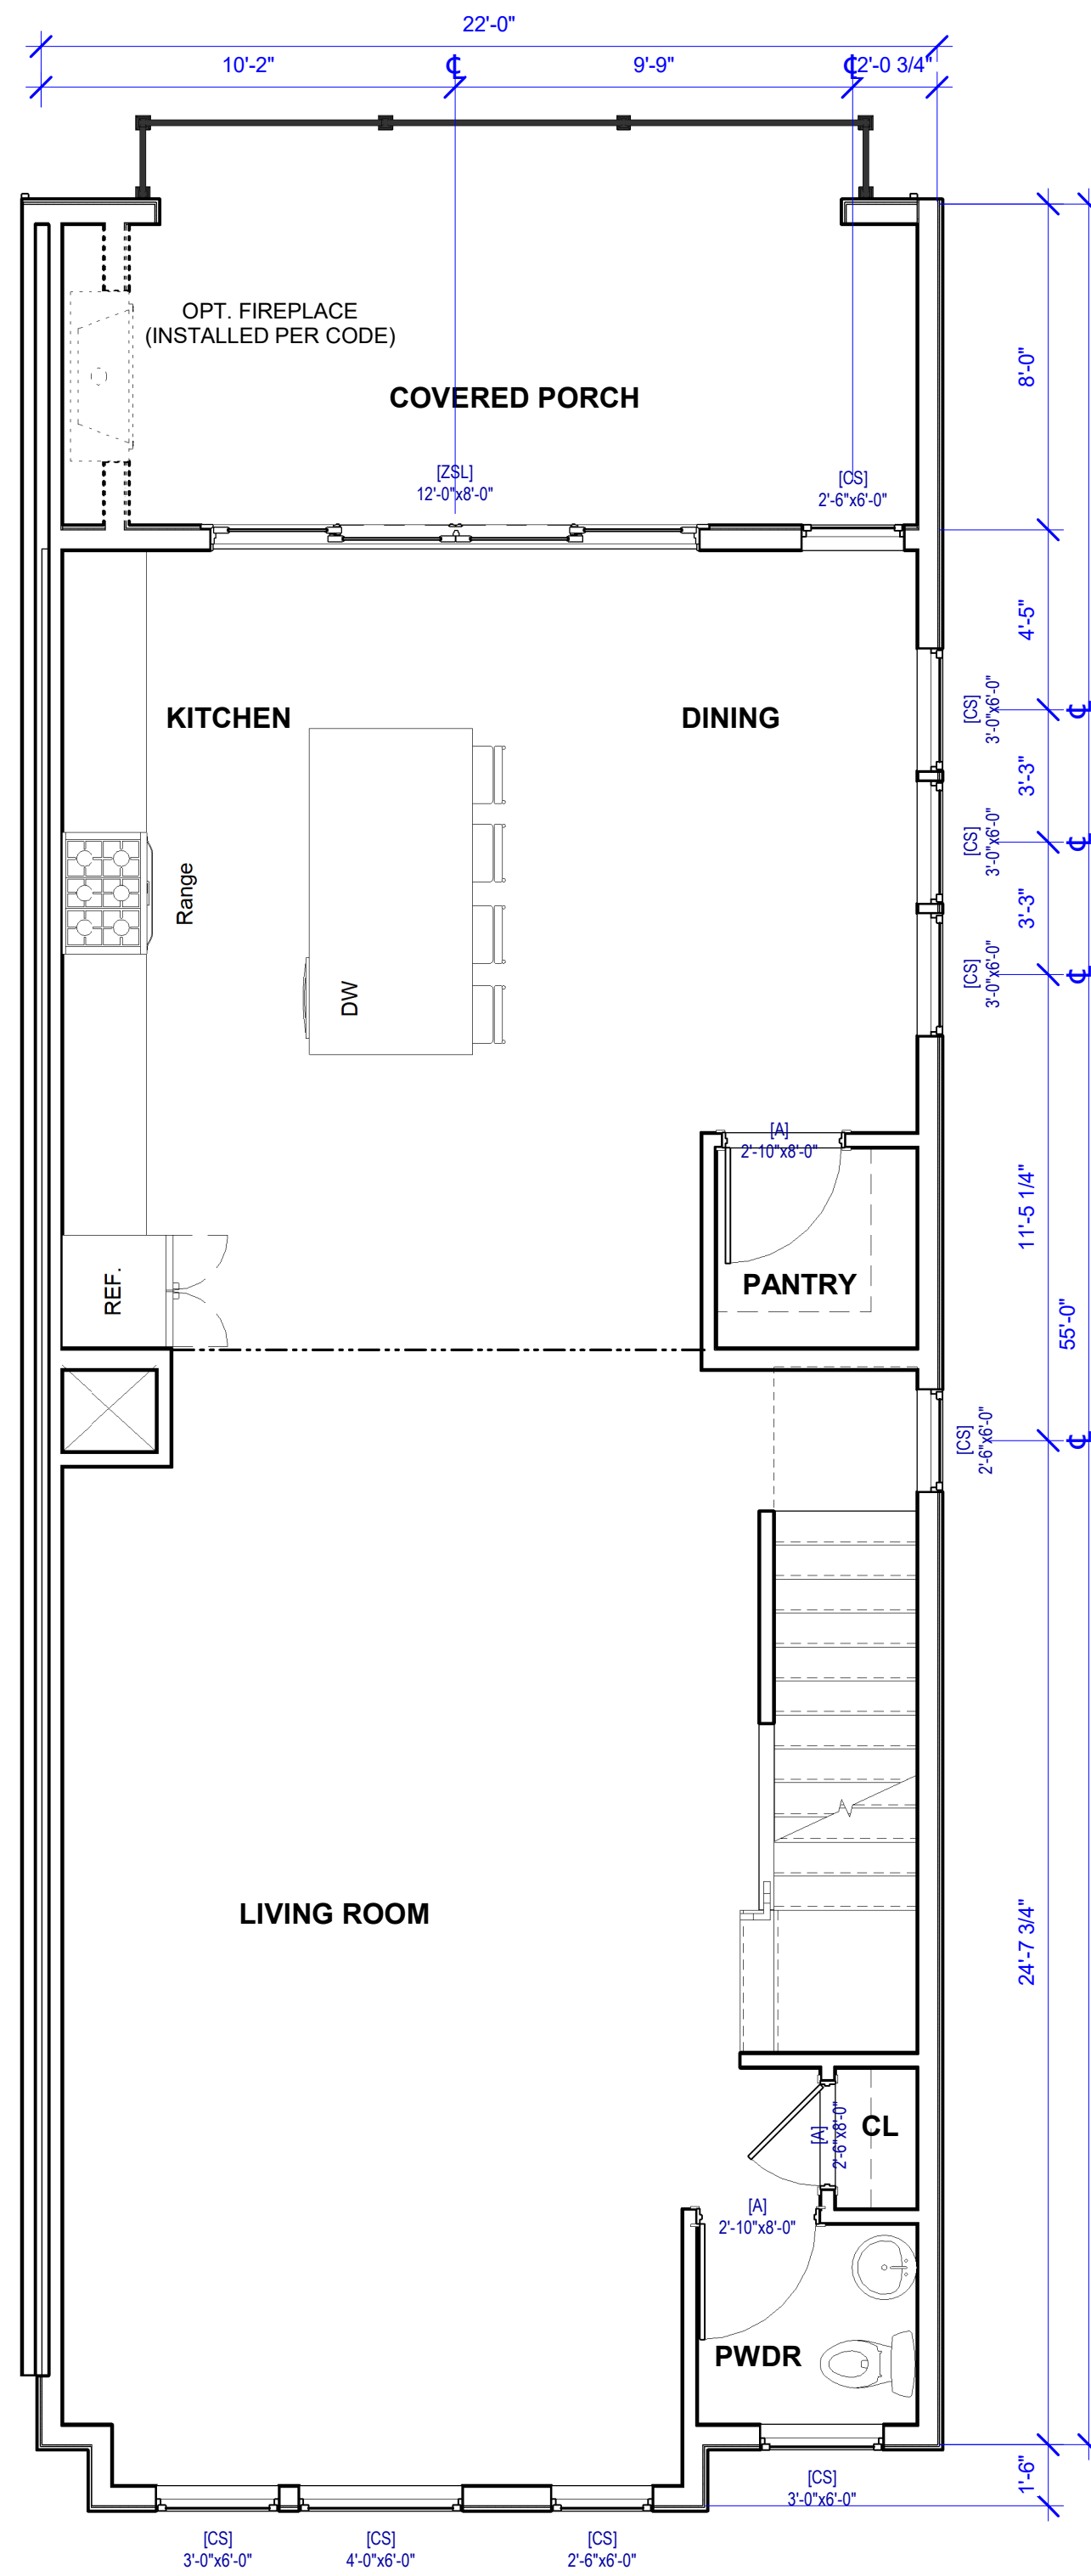 22'-0"
10'-2"
℄
9'-9"
℄
2'-0 3/4"
OPT. FIREPLACE
(INSTALLED PER CODE)
COVERED PORCH
[ZSL]
12'-0"x8'-0"
[CS]
2'-6"x6'-0"
8'-0"
4'-5"
KITCHEN
DINING
[CS]
3'-0"x6'-0"
℄
3'-3"
Range
[CS]
3'-0"x6'-0"
℄
3'-3"
DW
[CS]
3'-0"x6'-0"
℄
[A]
2'-10"x8'-0"
11'-5 1/4"
REF.
PANTRY
55'-0"
[CS]
2'-6"x6'-0"
℄
LIVING ROOM
24'-7 3/4"
[A]
2'-6"x8'-0"
CL
[A]
2'-10"x8'-0"
PWDR
1'-6"
[CS]
3'-0"x6'-0"
[CS]
3'-0"x6'-0"
[CS]
4'-0"x6'-0"
[CS]
2'-6"x6'-0"